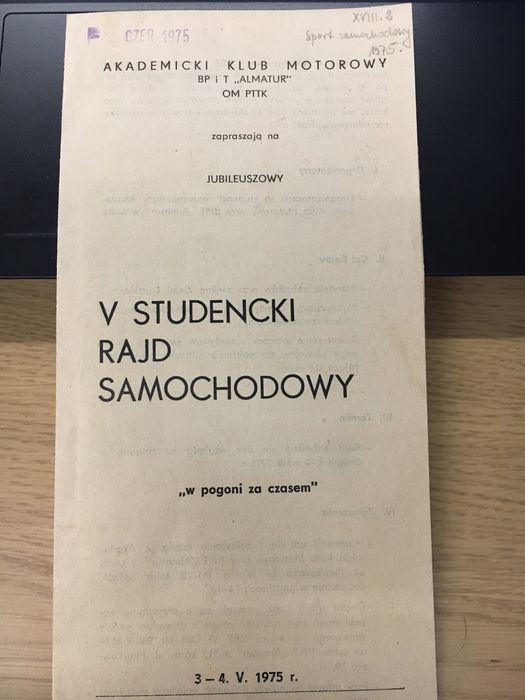 XVIII.2
CZER 1975
Sport samochodowy
1975.
AKADEMICKI KLUB MOTOROWY
BP i T „ALMATUR"
OM PTTK
zapraszają na
JUBILEUSZOWY
V STUDENCKI
RAJD
SAMOCHODOWY
„w pogoni za czasem"
3—4. V. 1975 r.